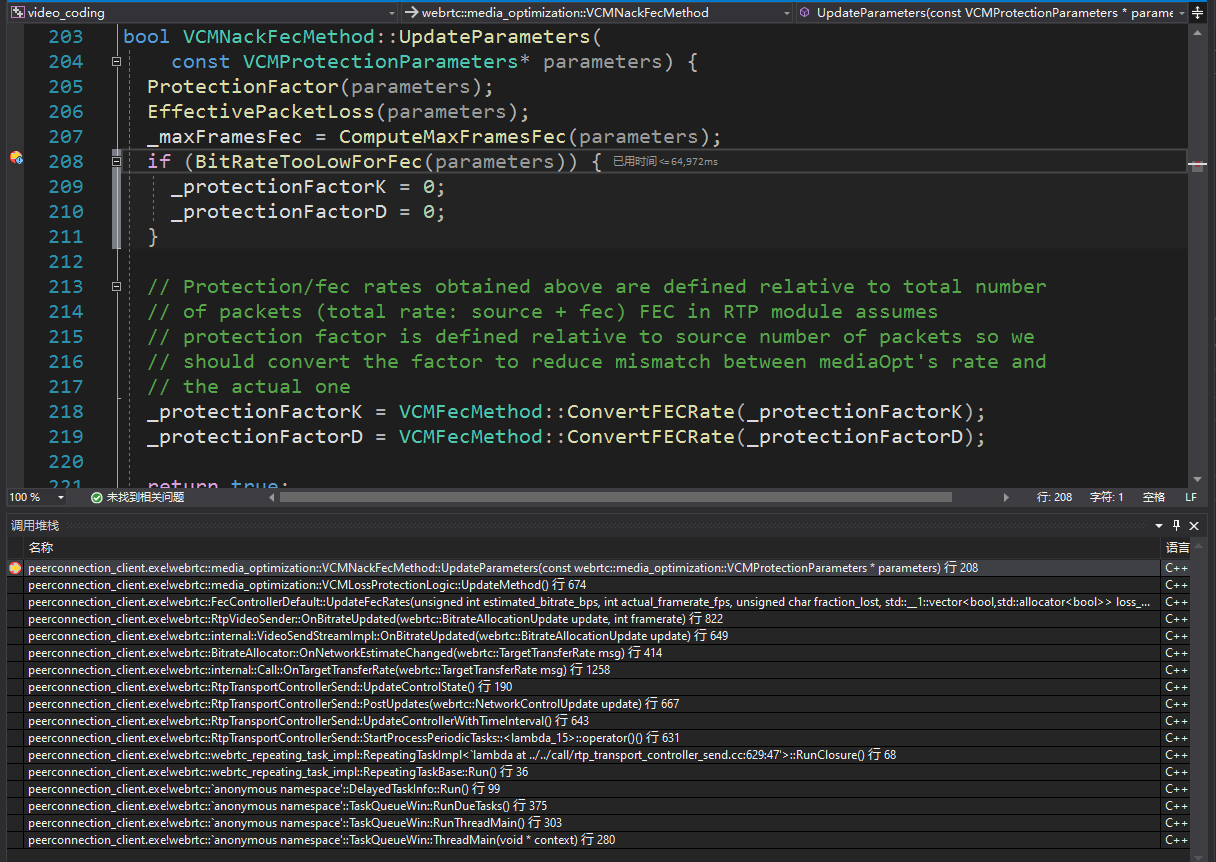 video_coding
webrtc::media_optimization::VCMNackFecMethod
UpdateParameters(const VCMProtectionParameters * parame
203 bool VCMNackFecMethod::UpdateParameters(
204 const VCMProtectionParameters* parameters) {
205 ProtectionFactor(parameters);
206 EffectivePacketLoss(parameters);
207 _maxFramesFec = ComputeMaxFramesFec(parameters);
208 if (BitRateTooLowForFec(parameters)) { 已用时间<=64,972ms
209 _protectionFactorK = 0;
210 _protectionFactorD = 0;
211 }
212
213 // Protection/fec rates obtained above are defined relative to total number
214 // of packets (total rate: source + fec) FEC in RTP module assumes
215 // protection factor is defined relative to source number of packets so we
216 // should convert the factor to reduce mismatch between mediaOpt's rate and
217 // the actual one
218 _protectionFactorK = VCMFecMethod::ConvertFECRate(_protectionFactorK);
219 _protectionFactorD = VCMFecMethod::ConvertFECRate(_protectionFactorD);
220
221 return true;
100 % 未找到相关问题 行: 208 字符: 1 空格 LF
调用堆栈
名称 语言
peerconnection_client.exe!webrtc::media_optimization::VCMNackFecMethod::UpdateParameters(const webrtc::media_optimization::VCMProtectionParameters * parameters) 行 208 C++
peerconnection_client.exe!webrtc::media_optimization::VCMLossProtectionLogic::UpdateMethod() 行 674 C++
peerconnection_client.exe!webrtc::FecControllerDefault::UpdateFecRates(unsigned int estimated_bitrate_bps, int actual_framerate_fps, unsigned char fraction_lost, std::__1::vector<bool,std::allocator<bool>> loss_... C++
peerconnection_client.exe!webrtc::RtpVideoSender::OnBitrateUpdated(webrtc::BitrateAllocationUpdate update, int framerate) 行 822 C++
peerconnection_client.exe!webrtc::internal::VideoSendStreamImpl::OnBitrateUpdated(webrtc::BitrateAllocationUpdate update) 行 649 C++
peerconnection_client.exe!webrtc::BitrateAllocator::OnNetworkEstimateChanged(webrtc::TargetTransferRate msg) 行 414 C++
peerconnection_client.exe!webrtc::internal::Call::OnTargetTransferRate(webrtc::TargetTransferRate msg) 行 1258 C++
peerconnection_client.exe!webrtc::RtpTransportControllerSend::UpdateControlState() 行 190 C++
peerconnection_client.exe!webrtc::RtpTransportControllerSend::PostUpdates(webrtc::NetworkControlUpdate update) 行 667 C++
peerconnection_client.exe!webrtc::RtpTransportControllerSend::UpdateControllerWithTimeInterval() 行 643 C++
peerconnection_client.exe!webrtc::RtpTransportControllerSend::StartProcessPeriodicTasks::<lambda_15>::operator()() 行 631 C++
peerconnection_client.exe!webrtc::webrtc_repeating_task_impl::RepeatingTaskImpl<`lambda at ../../call/rtp_transport_controller_send.cc:629:47'>::RunClosure() 行 68 C++
peerconnection_client.exe!webrtc::webrtc_repeating_task_impl::RepeatingTaskBase::Run() 行 36 C++
peerconnection_client.exe!webrtc::`anonymous namespace'::DelayedTaskInfo::Run() 行 99 C++
peerconnection_client.exe!webrtc::`anonymous namespace'::TaskQueueWin::RunDueTasks() 行 375 C++
peerconnection_client.exe!webrtc::`anonymous namespace'::TaskQueueWin::RunThreadMain() 行 303 C++
peerconnection_client.exe!webrtc::`anonymous namespace'::TaskQueueWin::ThreadMain(void * context) 行 280 C++